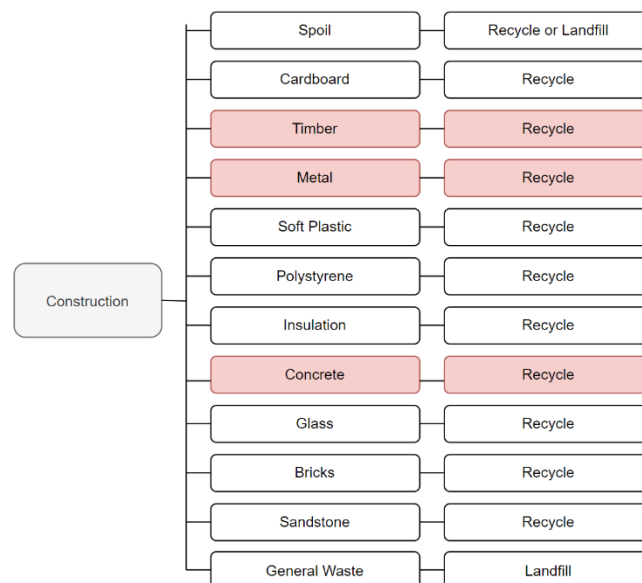 Spoil
Recycle or Landfill
Cardboard
Recycle
Timber
Recycle
Metal
Recycle
Soft Plastic
Recycle
Polystyrene
Recycle
Construction
Insulation
Recycle
Concrete
Recycle
Glass
Recycle
Bricks
Recycle
Sandstone
Recycle
General Waste
Landfill